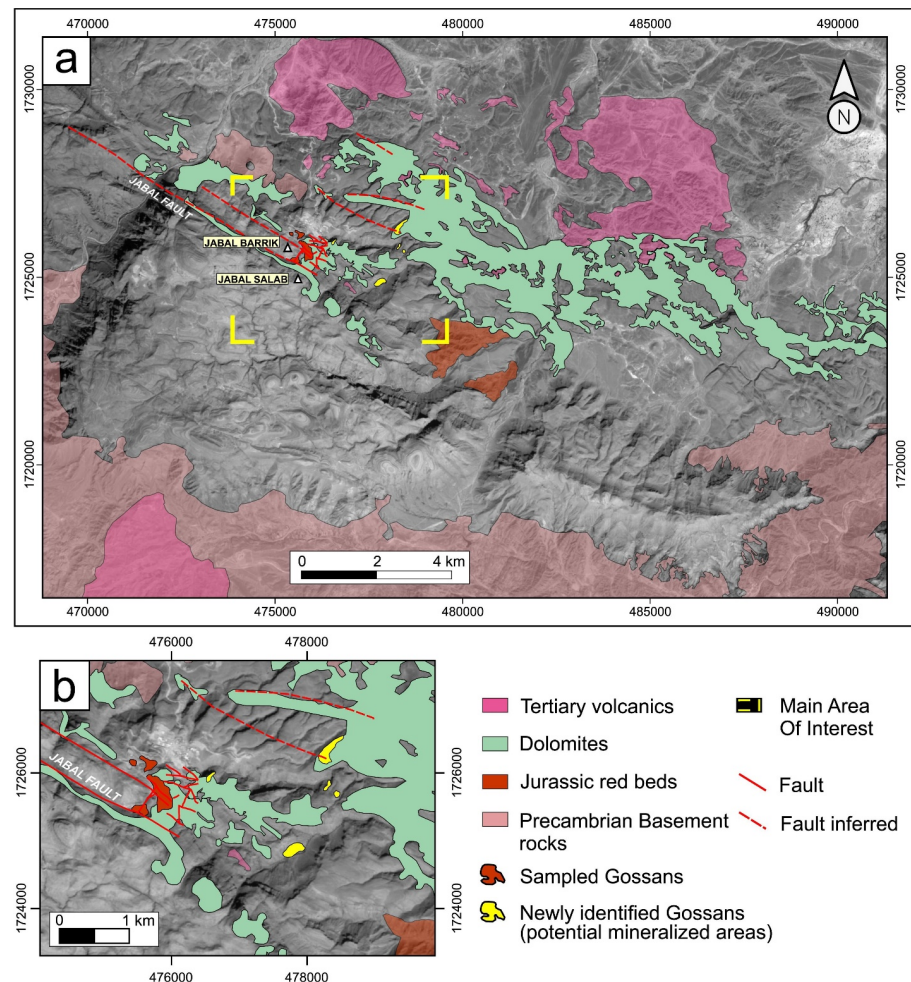 470000 475000 480000 485000 490000
a
N
1730000 1730000
JABAL FAULT
JABAL BARRIK
JABAL SALAB
1725000 1725000
1720000 1720000
0 2 4 km
470000 475000 480000 485000 490000
476000 478000
b
JABAL FAULT
1726000 1726000
1724000 1724000
0 1 km
476000 478000
Tertiary volcanics
Dolomites
Jurassic red beds
Precambrian Basement
rocks
Sampled Gossans
Newly identified Gossans
(potential mineralized areas)
Main Area
Of Interest
Fault
Fault inferred